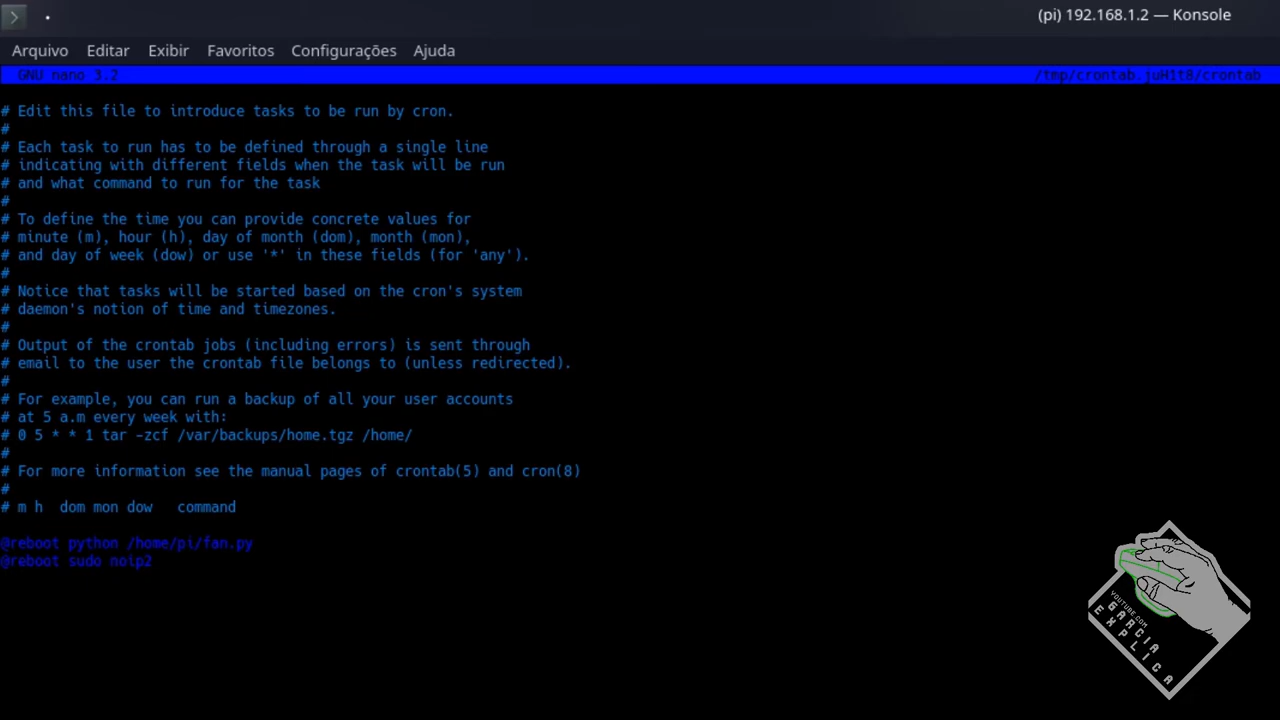 (pi) 192.168.1.2 — Konsole
Arquivo Editar Exibir Favoritos Configurações Ajuda
GNU nano 3.2 /tmp/crontab.juH1t8/crontab
# Edit this file to introduce tasks to be run by cron.
#
# Each task to run has to be defined through a single line
# indicating with different fields when the task will be run
# and what command to run for the task
#
# To define the time you can provide concrete values for
# minute (m), hour (h), day of month (dom), month (mon),
# and day of week (dow) or use '*' in these fields (for 'any').
#
# Notice that tasks will be started based on the cron's system
# daemon's notion of time and timezones.
#
# Output of the crontab jobs (including errors) is sent through
# email to the user the crontab file belongs to (unless redirected).
#
# For example, you can run a backup of all your user accounts
# at 5 a.m every week with:
# 0 5 * * 1 tar -zcf /var/backups/home.tgz /home/
#
# For more information see the manual pages of crontab(5) and cron(8)
#
# m h  dom mon dow   command
@reboot python /home/pi/fan.py
@reboot sudo noip2
YOUTUBE.COM
GARCIA
EXPLICA